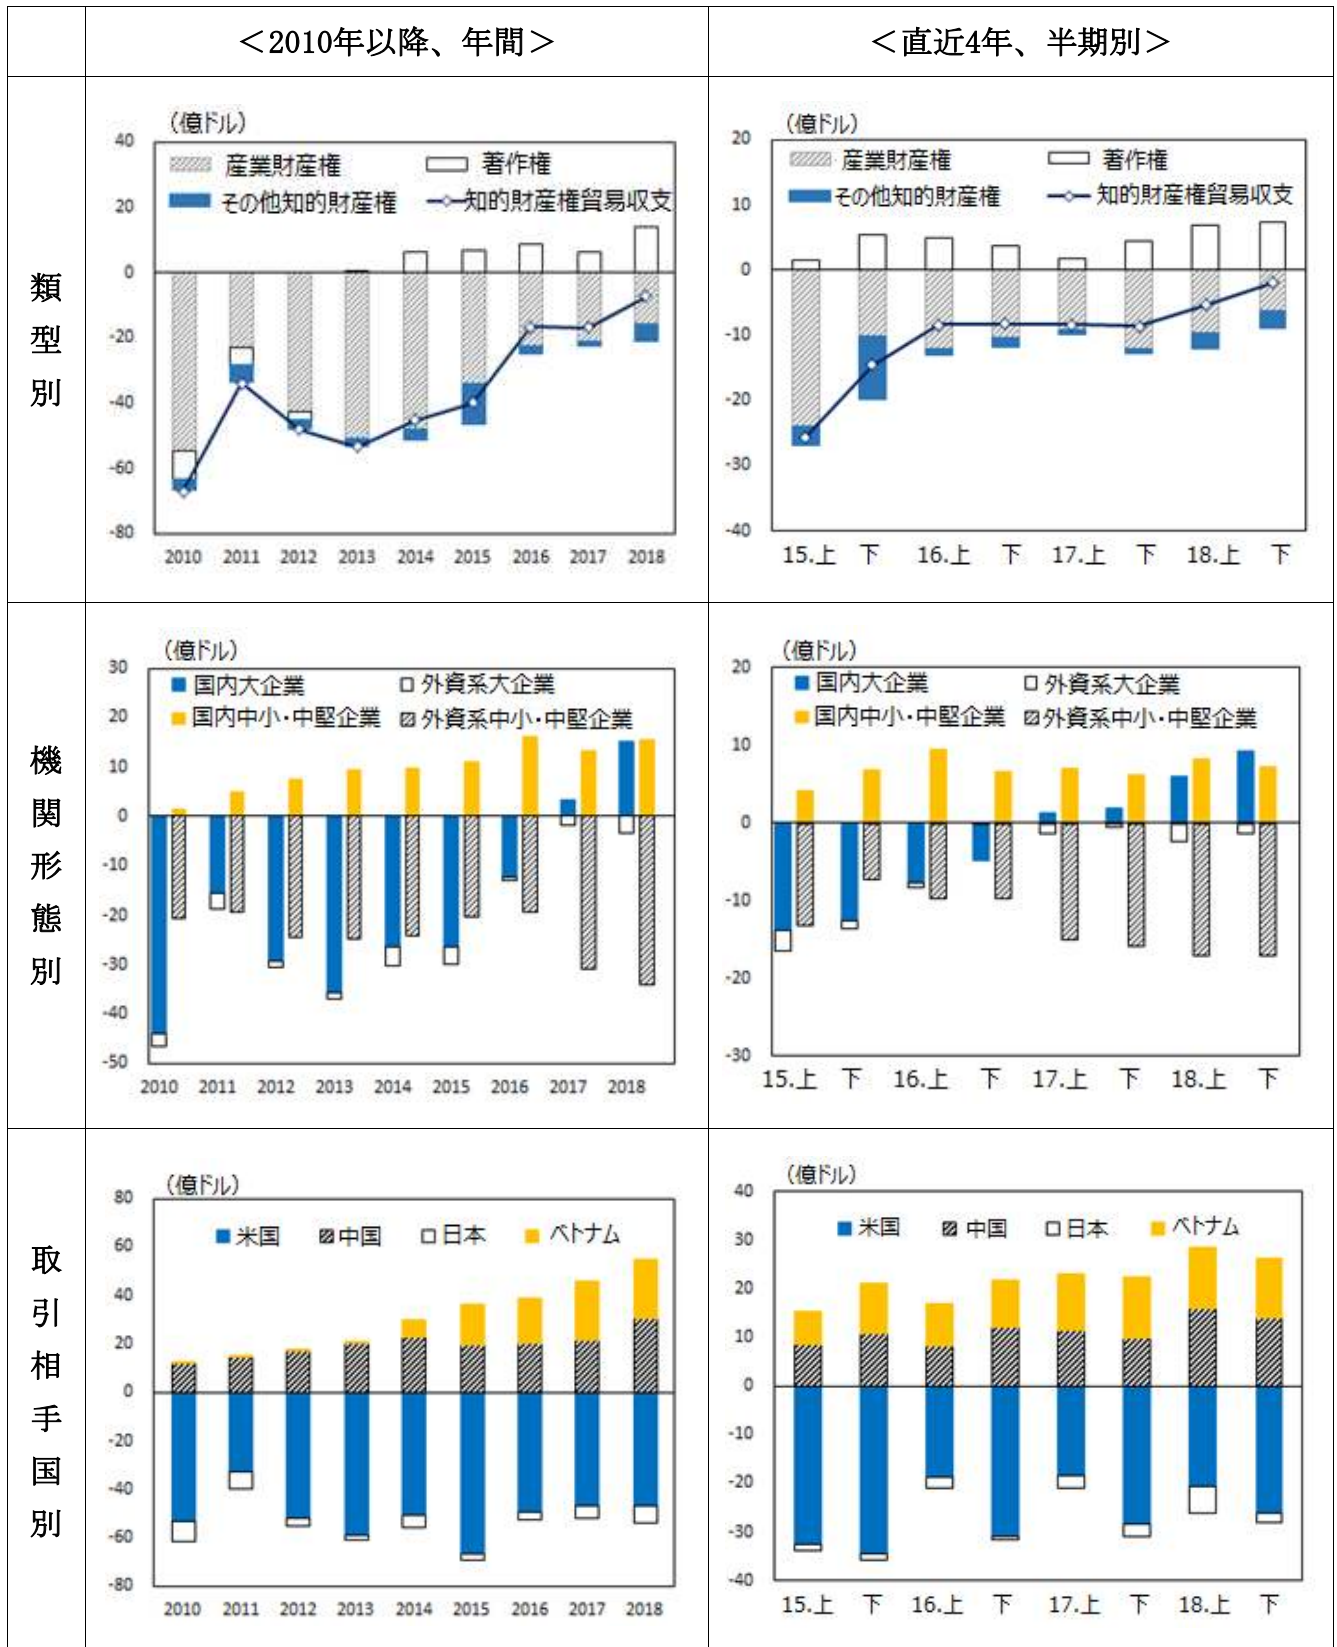 ＜2010年以降、年間＞
＜直近4年、半期別＞
類型別
（億ドル）
産業財産権 著作権
その他知的財産権 知的財産権貿易収支
40
20
0
-20
-40
-60
-80
2010 2011 2012 2013 2014 2015 2016 2017 2018
（億ドル）
産業財産権 著作権
その他知的財産権 知的財産権貿易収支
20
10
0
-10
-20
-30
-40
15.上 下 16.上 下 17.上 下 18.上 下
機関形態別
（億ドル）
国内大企業 外資系大企業
国内中小・中堅企業 外資系中小・中堅企業
30
20
10
0
-10
-20
-30
-40
-50
2010 2011 2012 2013 2014 2015 2016 2017 2018
（億ドル）
国内大企業 外資系大企業
国内中小・中堅企業 外資系中小・中堅企業
20
10
0
-10
-20
-30
15.上 下 16.上 下 17.上 下 18.上 下
取引相手国別
（億ドル）
米国 中国 日本 ベトナム
80
60
40
20
0
-20
-40
-60
-80
2010 2011 2012 2013 2014 2015 2016 2017 2018
（億ドル）
米国 中国 日本 ベトナム
40
30
20
10
0
-10
-20
-30
-40
15.上 下 16.上 下 17.上 下 18.上 下